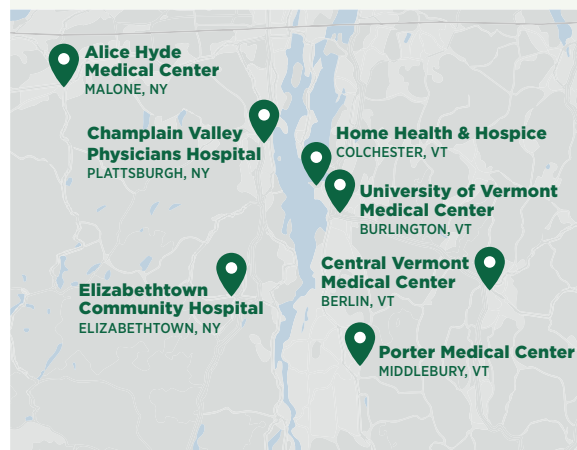 Alice Hyde
Medical Center
MALONE, NY
Champlain Valley
Physicians Hospital
PLATTSBURGH, NY
Home Health & Hospice
COLCHESTER, VT
University of Vermont
Medical Center
BURLINGTON, VT
Central Vermont
Medical Center
BERLIN, VT
Elizabethtown
Community Hospital
ELIZABETHTOWN, NY
Porter Medical Center
MIDDLEBURY, VT